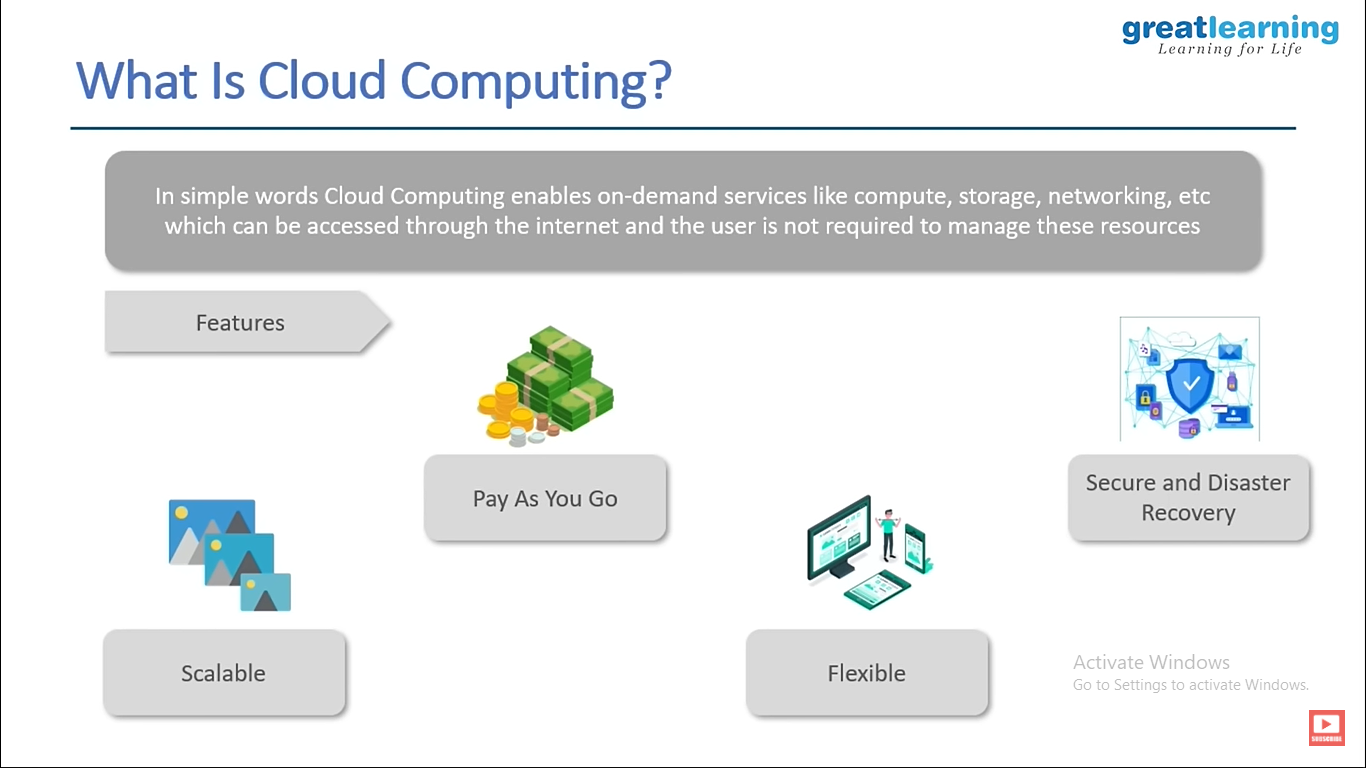 greatlearning
Learning for Life
What Is Cloud Computing?
In simple words Cloud Computing enables on-demand services like compute, storage, networking, etc
which can be accessed through the internet and the user is not required to manage these resources
Features
Pay As You Go
Secure and Disaster
Recovery
Scalable
Flexible
Activate Windows
Go to Settings to activate Windows.
SUBSCRIBE